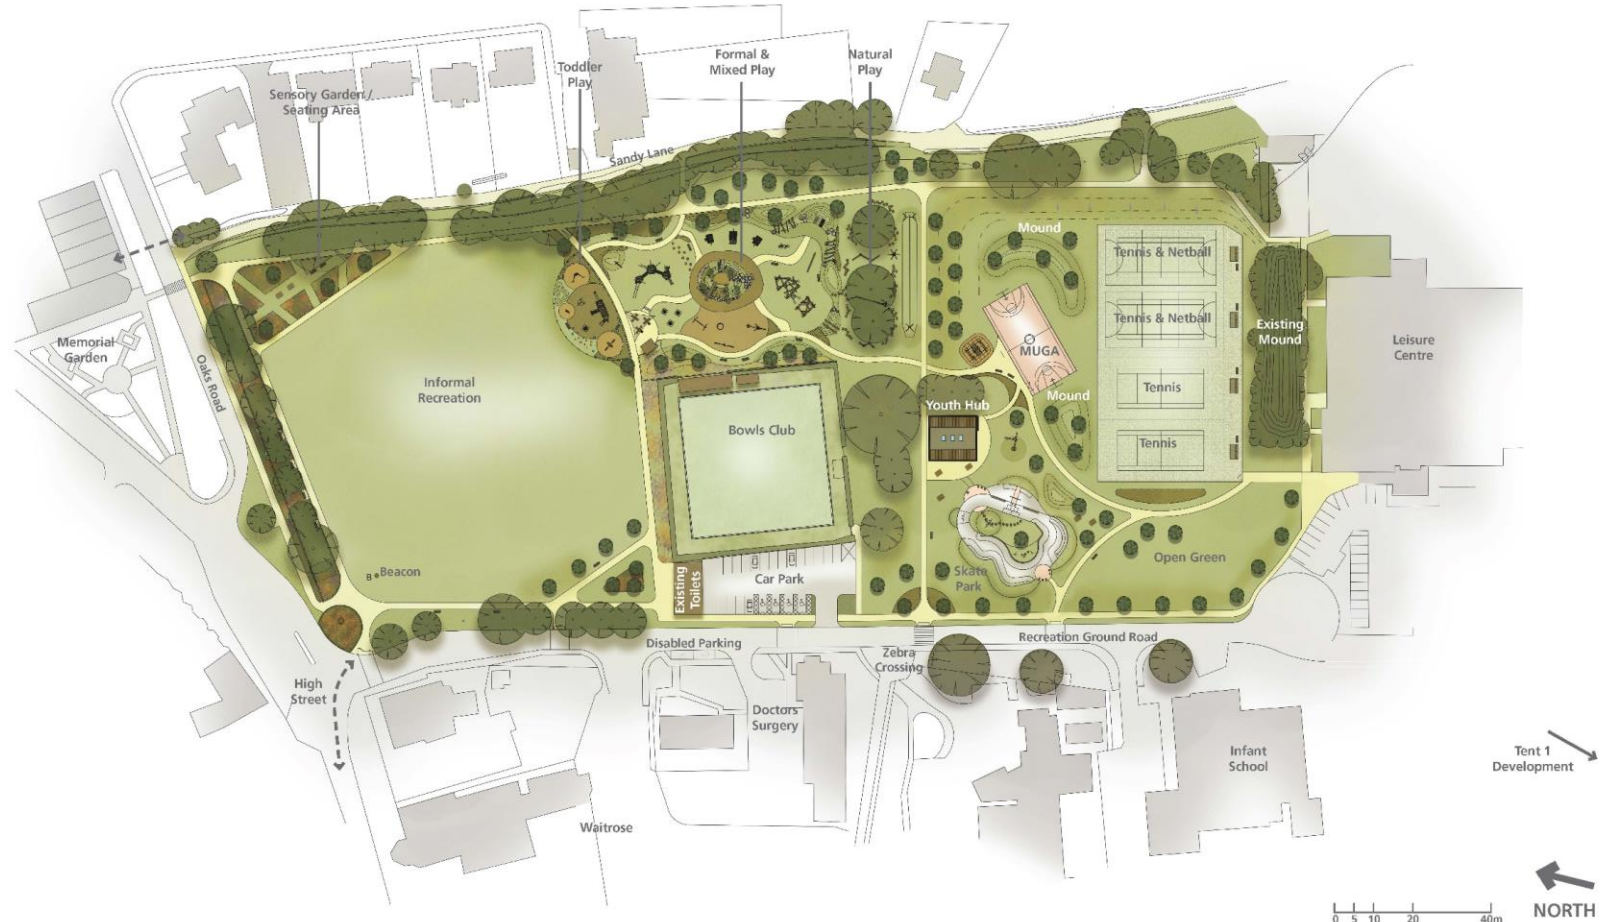 Formal &
Mixed Play
Natural
Play
Toddler
Play
Sensory Garden /
Seating Area
Sandy Lane
Mound
Tennis & Netball
Tennis & Netball
Existing
Mound
Leisure
Centre
Memorial
Garden
Oaks Road
MUGA
Informal
Recreation
Tennis
Mound
Youth Hub
Bowls Club
Tennis
Open Green
Beacon
B
Skate
Park
Car Park
Existing
Toilets
Disabled Parking
Recreation Ground Road
Zebra
Crossing
High
Street
Doctors
Surgery
Infant
School
Tent 1
Development
Waitrose
NORTH
0 5 10 20 40m